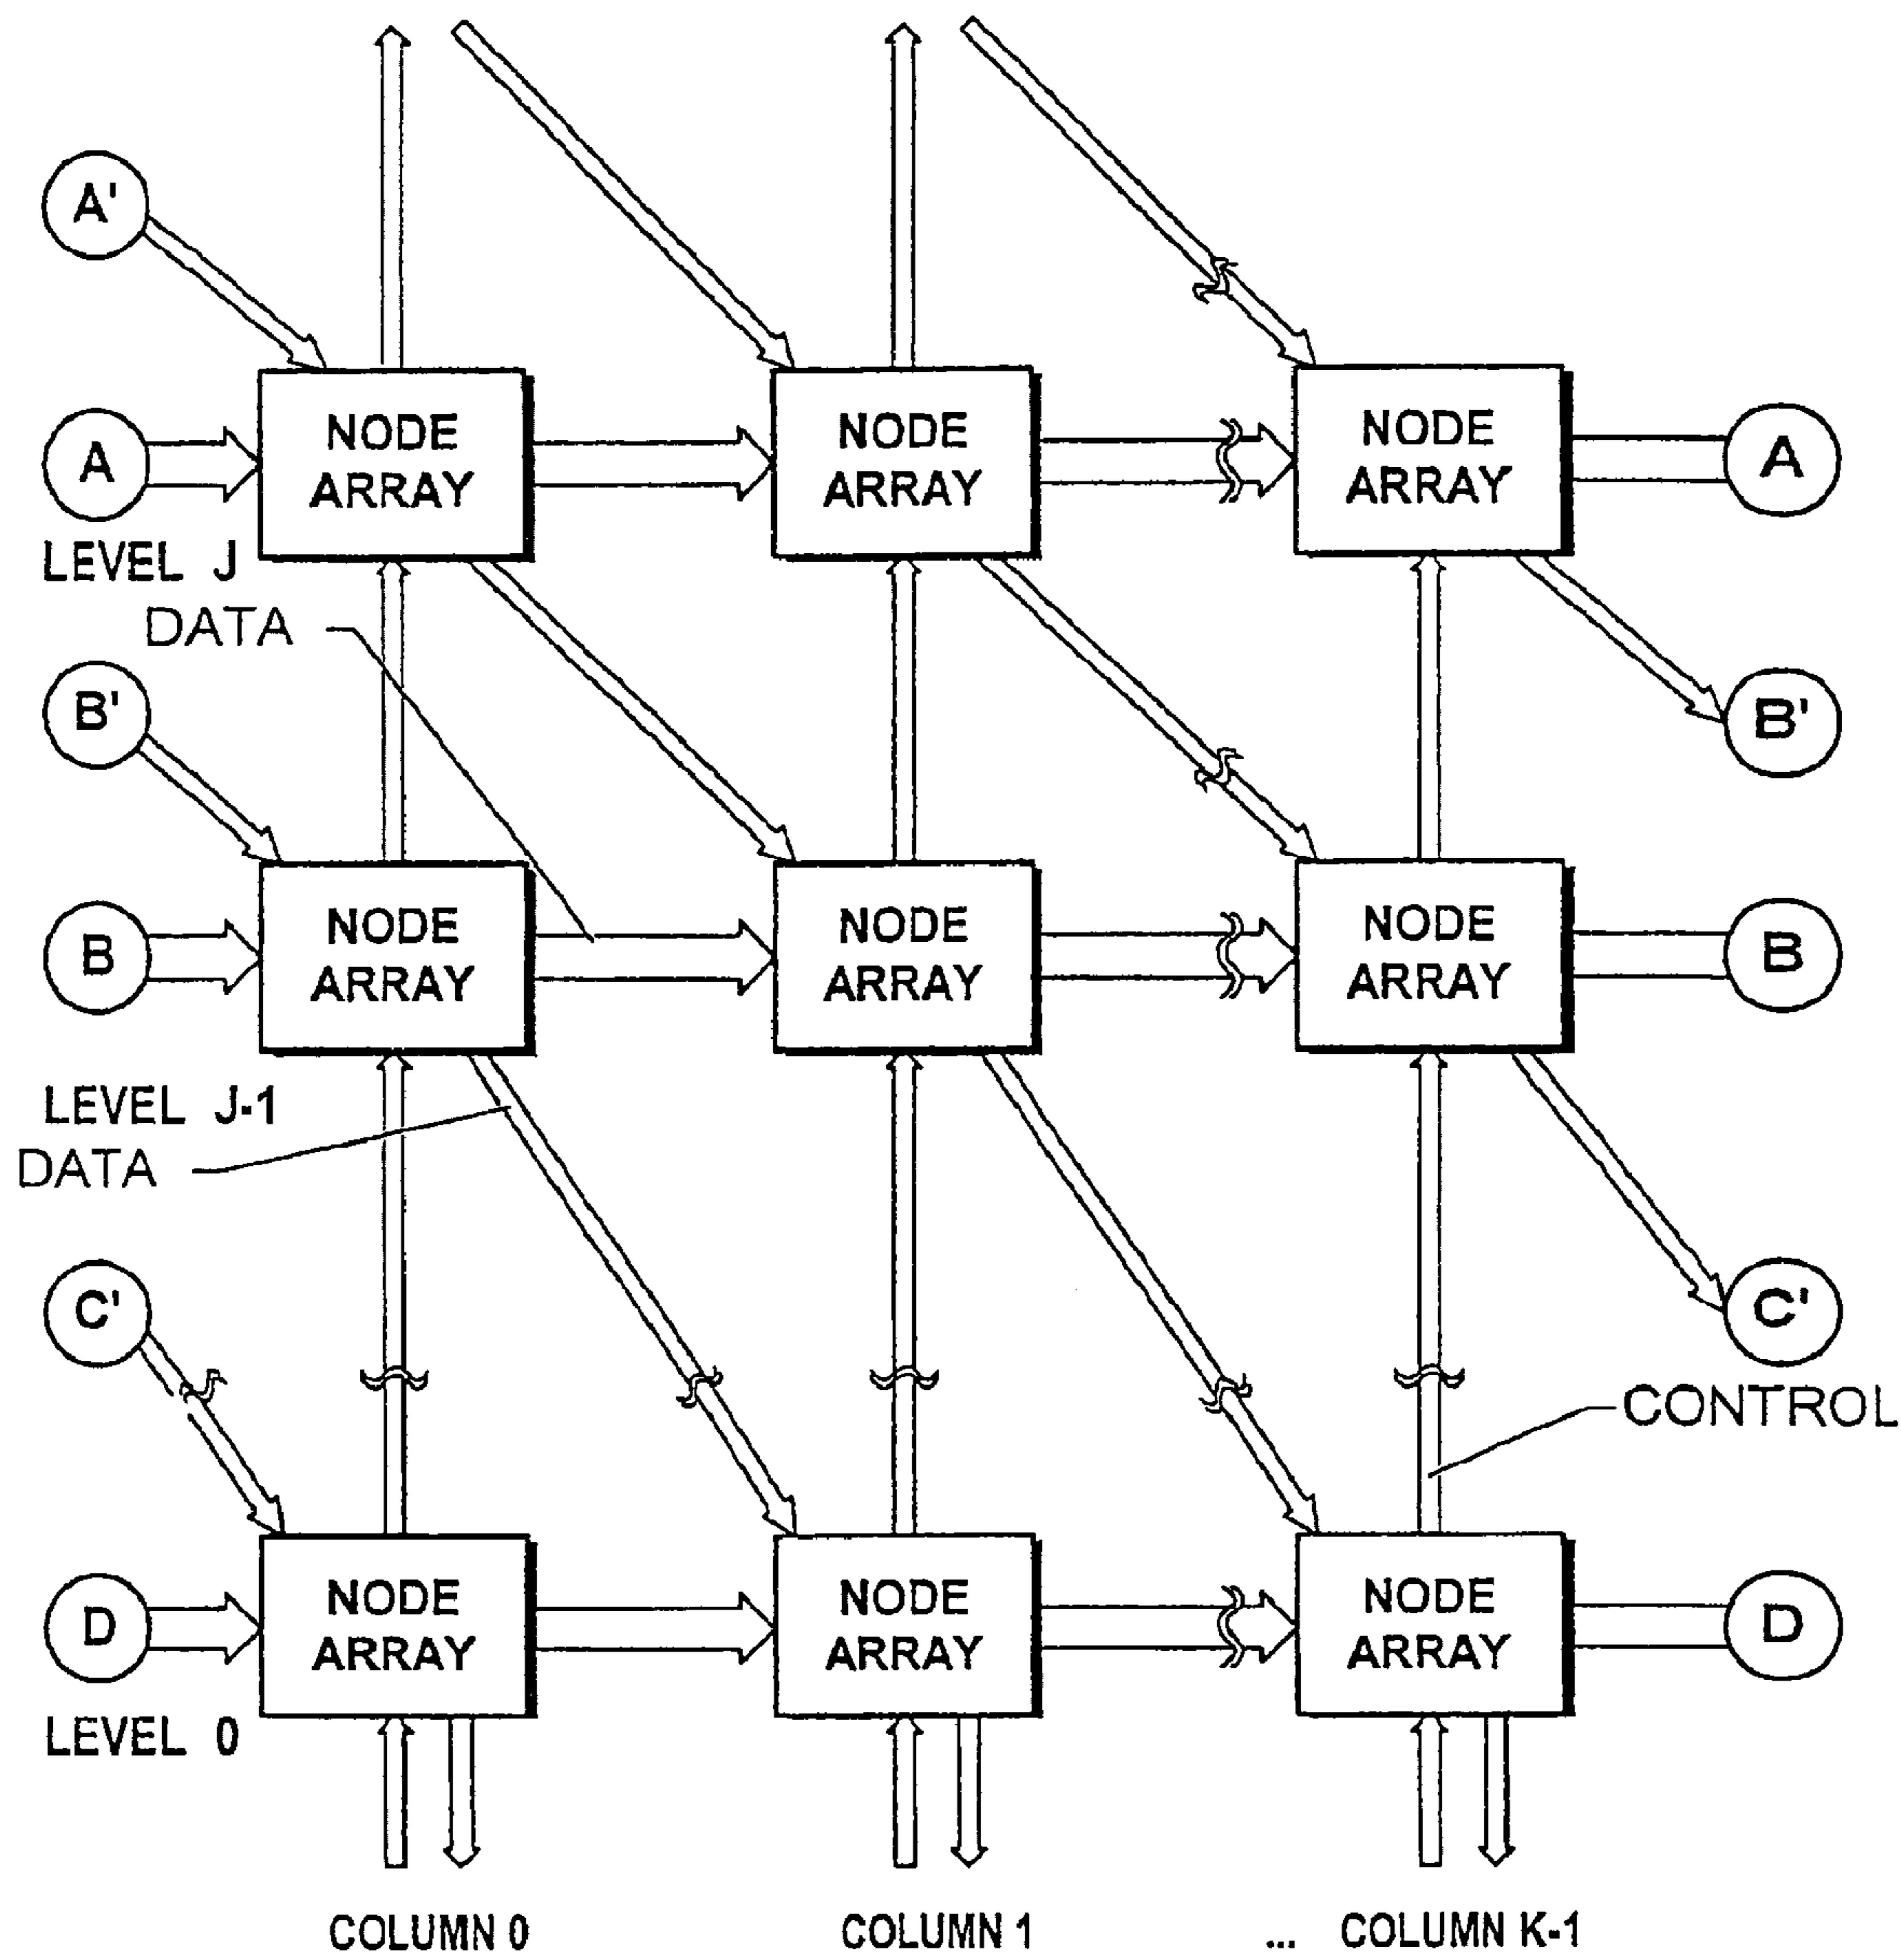 A'
A
NODE
ARRAY
NODE
ARRAY
NODE
ARRAY
A
LEVEL J
DATA
B'
B'
B
NODE
ARRAY
NODE
ARRAY
NODE
ARRAY
B
LEVEL J-1
DATA
C'
C'
CONTROL
D
NODE
ARRAY
NODE
ARRAY
NODE
ARRAY
D
LEVEL 0
COLUMN 0
COLUMN 1
... COLUMN K-1